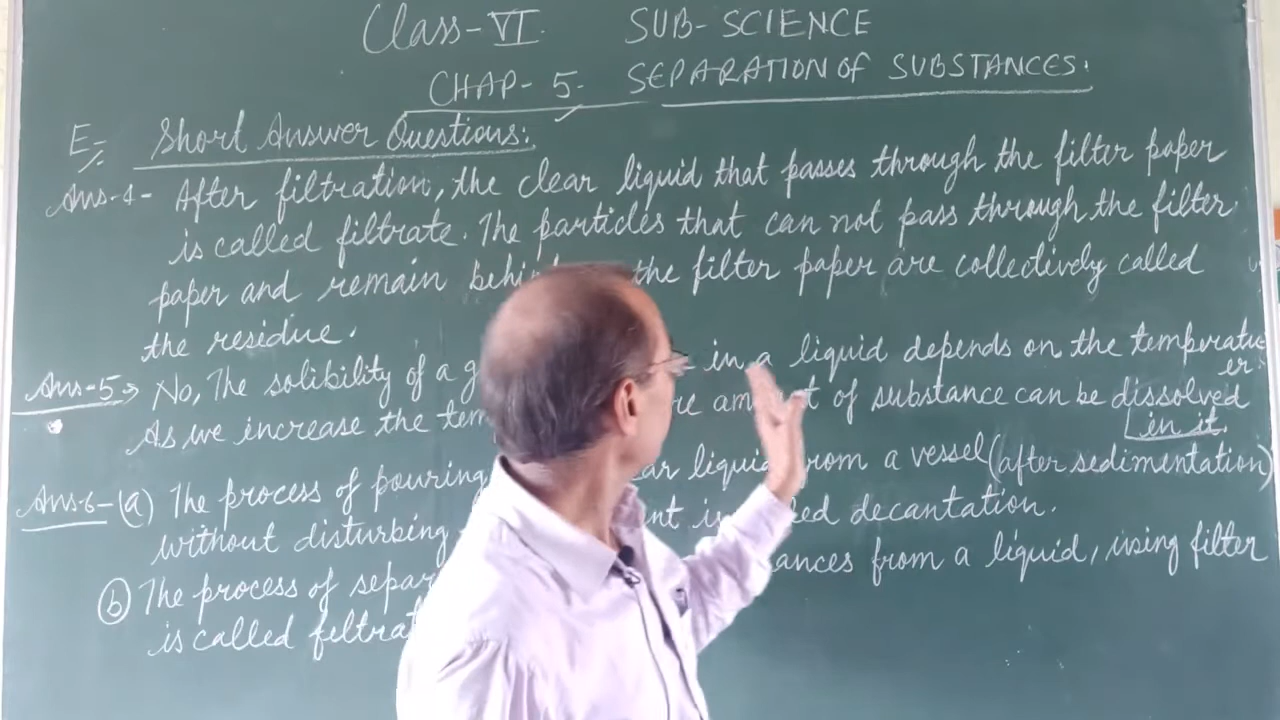 Class-VI. SUB-SCIENCE
CHAP-5- SEPARATION OF SUBSTANCES.
E- Short Answer Questions:
Ans-4- After filtration, the clear liquid that passes through the filter paper
is called filtrate. The particles that can not pass through the filter
paper and remain the filter paper are collectively called
the residue.
Ans-5→ No, The solibility of a in a liquid depends on the temperatu
er.
As we increase the of substance can be dissolved
in it.
Ans-6-(a) The process of pouring liquid from a vessel (after sedimentation)
without disturbing decantation.
(b) The process of from a liquid, using filter
is called